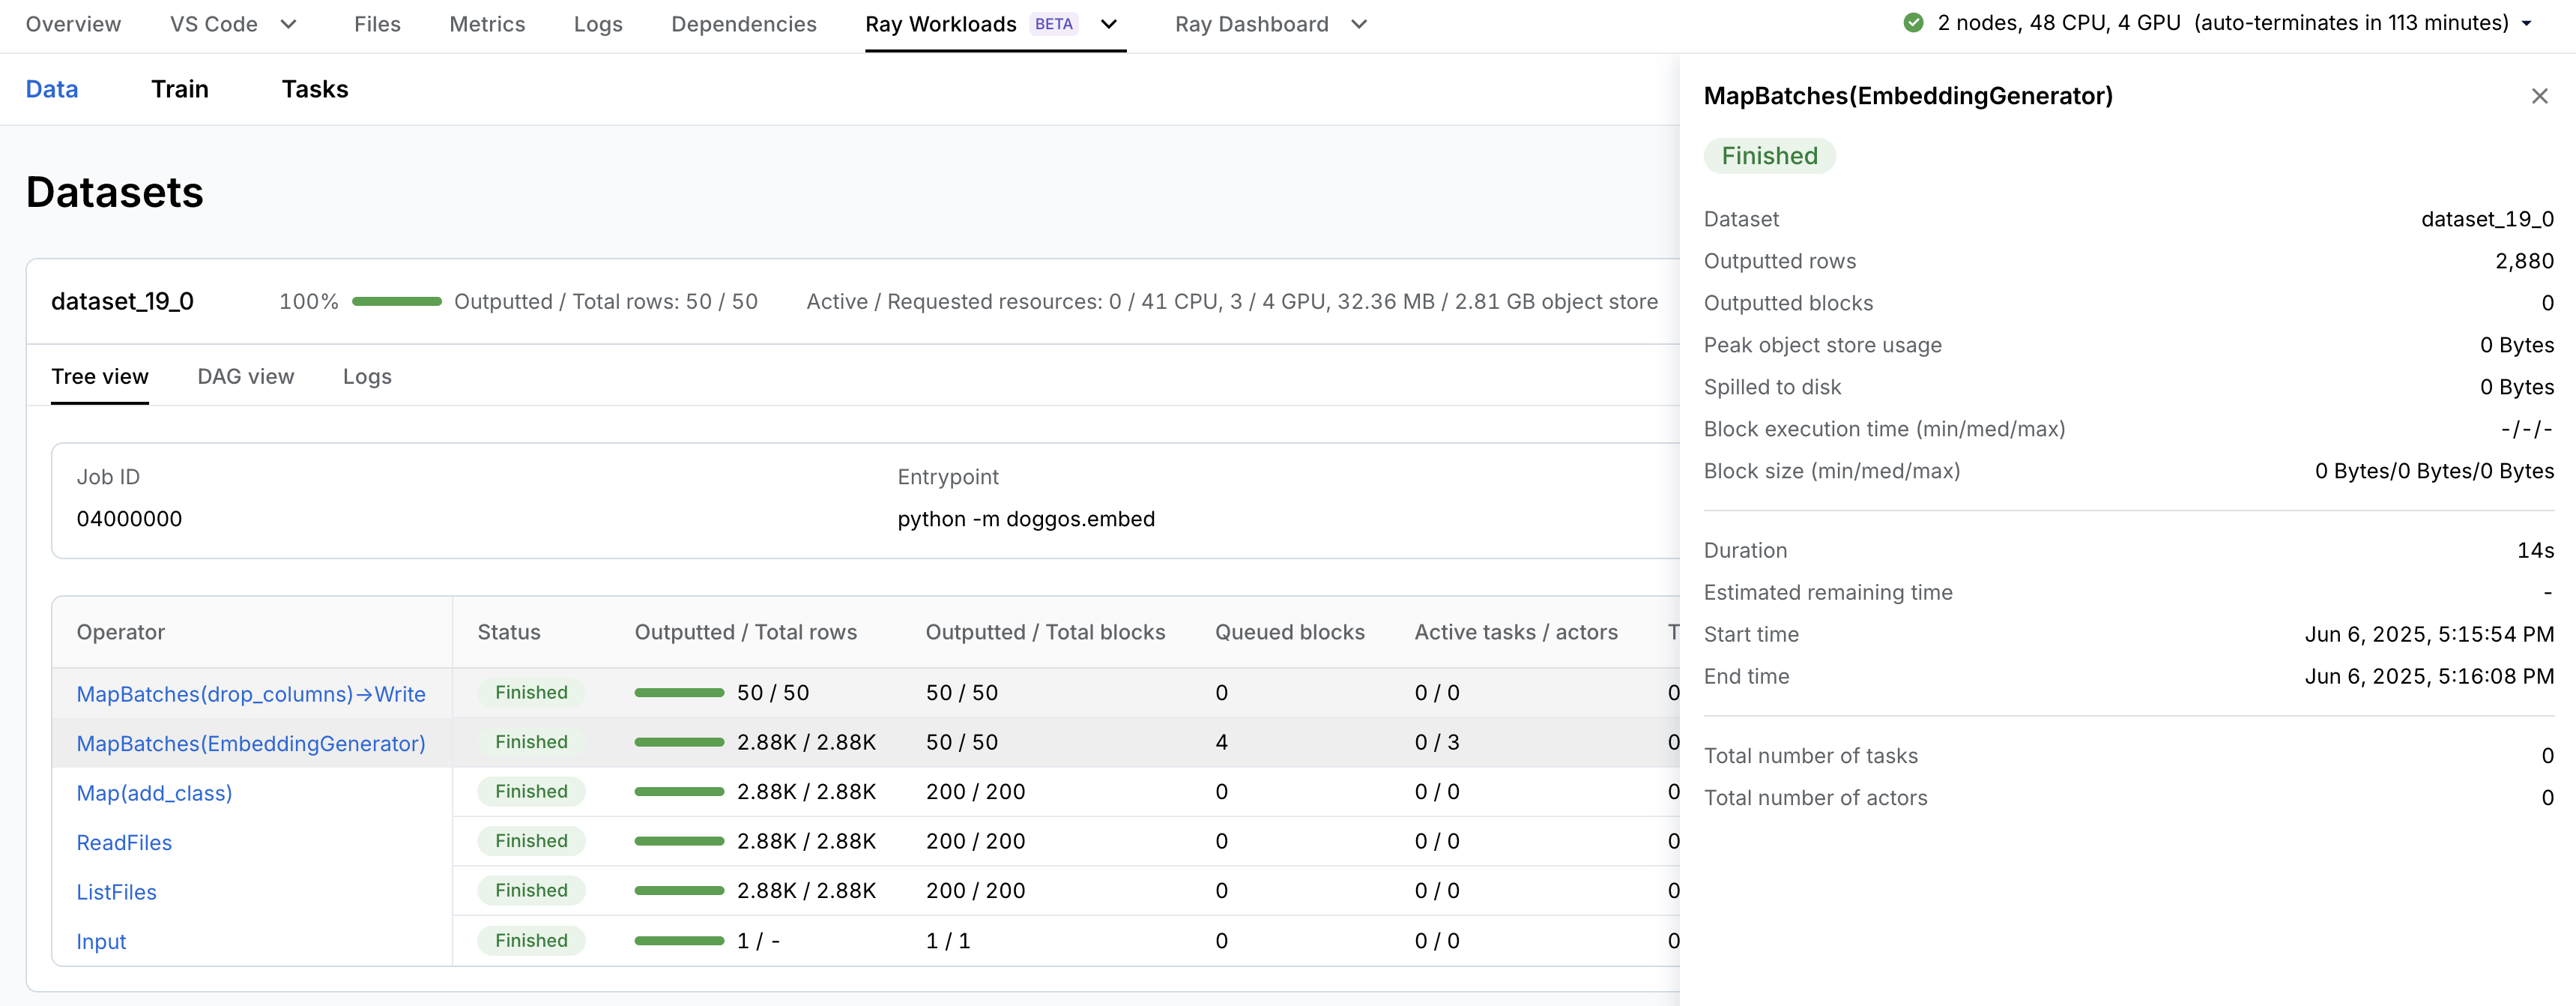 Overview VS Code Files Metrics Logs Dependencies Ray Workloads BETA Ray Dashboard 2 nodes, 48 CPU, 4 GPU (auto-terminates in 113 minutes)
Data Train Tasks
Datasets
dataset_19_0 100% Outputted / Total rows: 50 / 50 Active / Requested resources: 0 / 41 CPU, 3 / 4 GPU, 32.36 MB / 2.81 GB object store
Tree view DAG view Logs
Job ID Entrypoint
04000000 python -m doggos.embed
Operator Status Outputted / Total rows Outputted / Total blocks Queued blocks Active tasks / actors T
MapBatches(drop_columns)→Write Finished 50 / 50 50 / 50 0 0 / 0 0
MapBatches(EmbeddingGenerator) Finished 2.88K / 2.88K 50 / 50 4 0 / 3 0
Map(add_class) Finished 2.88K / 2.88K 200 / 200 0 0 / 0 0
ReadFiles Finished 2.88K / 2.88K 200 / 200 0 0 / 0 0
ListFiles Finished 2.88K / 2.88K 200 / 200 0 0 / 0 0
Input Finished 1 / - 1 / 1 0 0 / 0 0
MapBatches(EmbeddingGenerator)
Finished
Dataset dataset_19_0
Outputted rows 2,880
Outputted blocks 0
Peak object store usage 0 Bytes
Spilled to disk 0 Bytes
Block execution time (min/med/max) -/-/-
Block size (min/med/max) 0 Bytes/0 Bytes/0 Bytes
Duration 14s
Estimated remaining time -
Start time Jun 6, 2025, 5:15:54 PM
End time Jun 6, 2025, 5:16:08 PM
Total number of tasks 0
Total number of actors 0